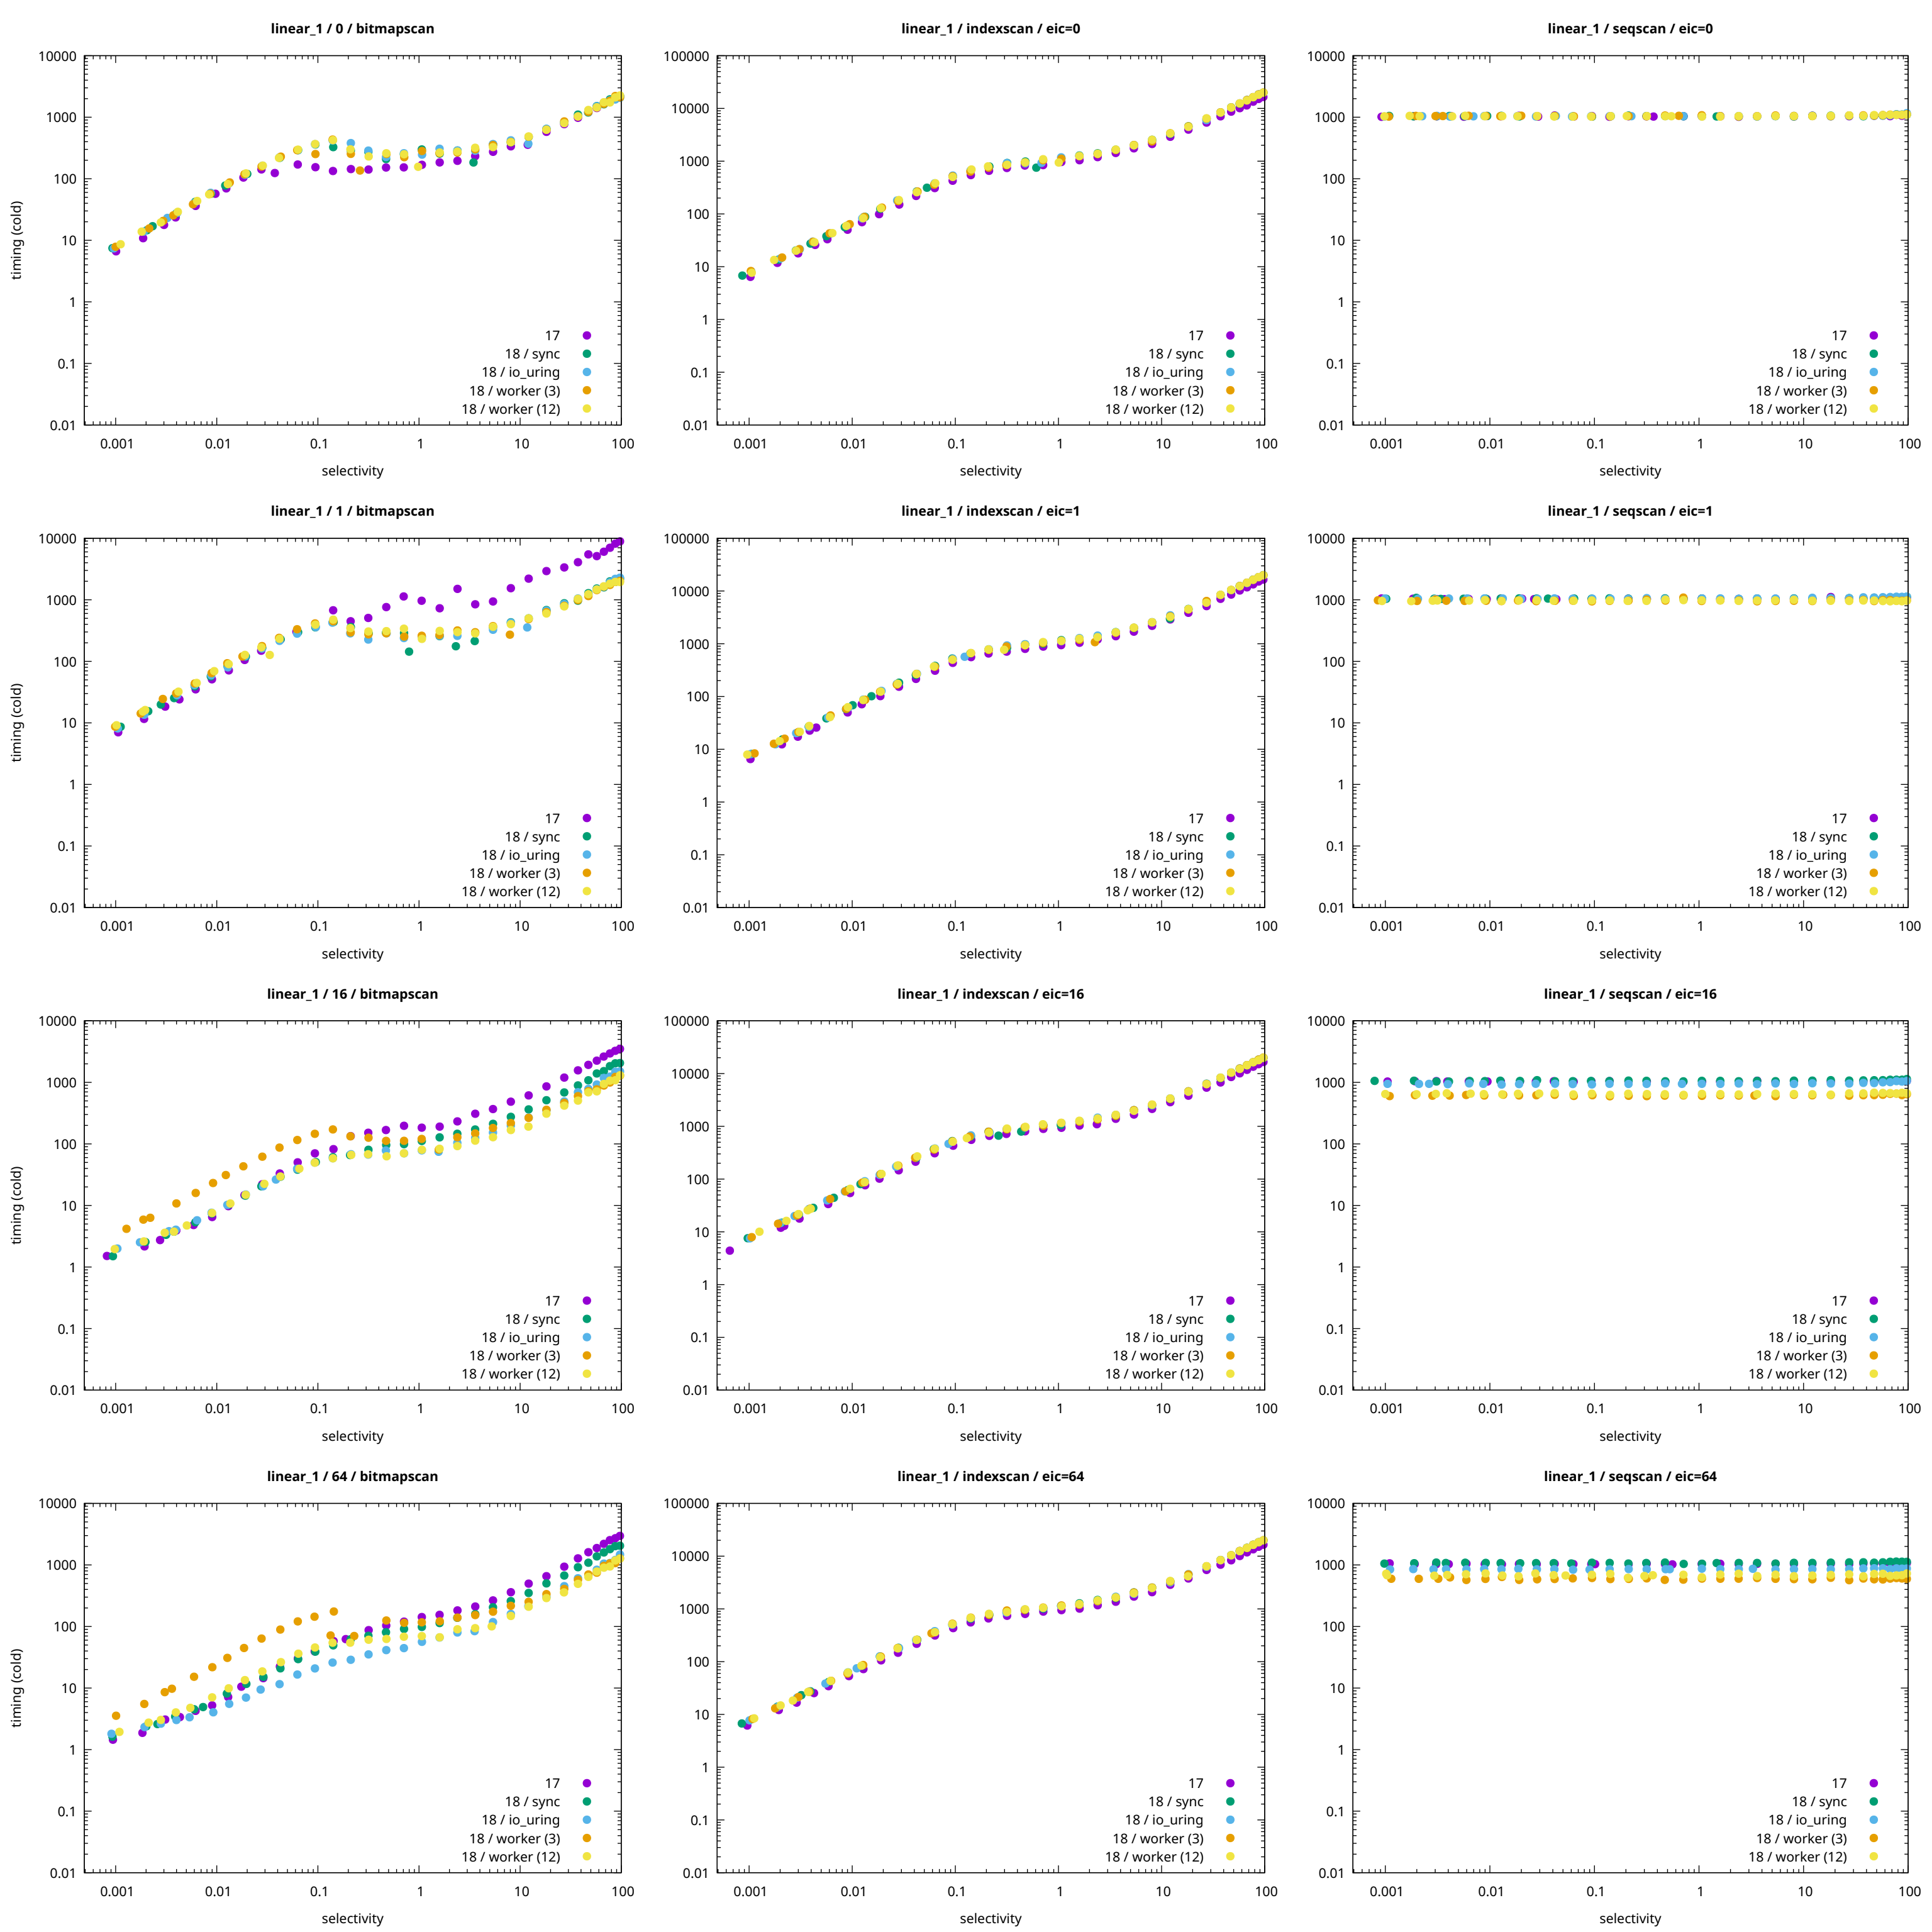 linear_1 / 0 / bitmapscan
timing (cold)
10000
1000
100
10
1
0.1
0.01
17
18 / sync
18 / io_uring
18 / worker (3)
18 / worker (12)
0.001 0.01 0.1 1 10 100
selectivity
linear_1 / indexscan / eic=0
100000
10000
1000
100
10
1
0.1
0.01
17
18 / sync
18 / io_uring
18 / worker (3)
18 / worker (12)
0.001 0.01 0.1 1 10 100
selectivity
linear_1 / seqscan / eic=0
10000
1000
100
10
1
0.1
0.01
17
18 / sync
18 / io_uring
18 / worker (3)
18 / worker (12)
0.001 0.01 0.1 1 10 100
selectivity
linear_1 / 1 / bitmapscan
timing (cold)
10000
1000
100
10
1
0.1
0.01
17
18 / sync
18 / io_uring
18 / worker (3)
18 / worker (12)
0.001 0.01 0.1 1 10 100
selectivity
linear_1 / indexscan / eic=1
100000
10000
1000
100
10
1
0.1
0.01
17
18 / sync
18 / io_uring
18 / worker (3)
18 / worker (12)
0.001 0.01 0.1 1 10 100
selectivity
linear_1 / seqscan / eic=1
10000
1000
100
10
1
0.1
0.01
17
18 / sync
18 / io_uring
18 / worker (3)
18 / worker (12)
0.001 0.01 0.1 1 10 100
selectivity
linear_1 / 16 / bitmapscan
timing (cold)
10000
1000
100
10
1
0.1
0.01
17
18 / sync
18 / io_uring
18 / worker (3)
18 / worker (12)
0.001 0.01 0.1 1 10 100
selectivity
linear_1 / indexscan / eic=16
100000
10000
1000
100
10
1
0.1
0.01
17
18 / sync
18 / io_uring
18 / worker (3)
18 / worker (12)
0.001 0.01 0.1 1 10 100
selectivity
linear_1 / seqscan / eic=16
10000
1000
100
10
1
0.1
0.01
17
18 / sync
18 / io_uring
18 / worker (3)
18 / worker (12)
0.001 0.01 0.1 1 10 100
selectivity
linear_1 / 64 / bitmapscan
timing (cold)
10000
1000
100
10
1
0.1
0.01
17
18 / sync
18 / io_uring
18 / worker (3)
18 / worker (12)
0.001 0.01 0.1 1 10 100
selectivity
linear_1 / indexscan / eic=64
100000
10000
1000
100
10
1
0.1
0.01
17
18 / sync
18 / io_uring
18 / worker (3)
18 / worker (12)
0.001 0.01 0.1 1 10 100
selectivity
linear_1 / seqscan / eic=64
10000
1000
100
10
1
0.1
0.01
17
18 / sync
18 / io_uring
18 / worker (3)
18 / worker (12)
0.001 0.01 0.1 1 10 100
selectivity